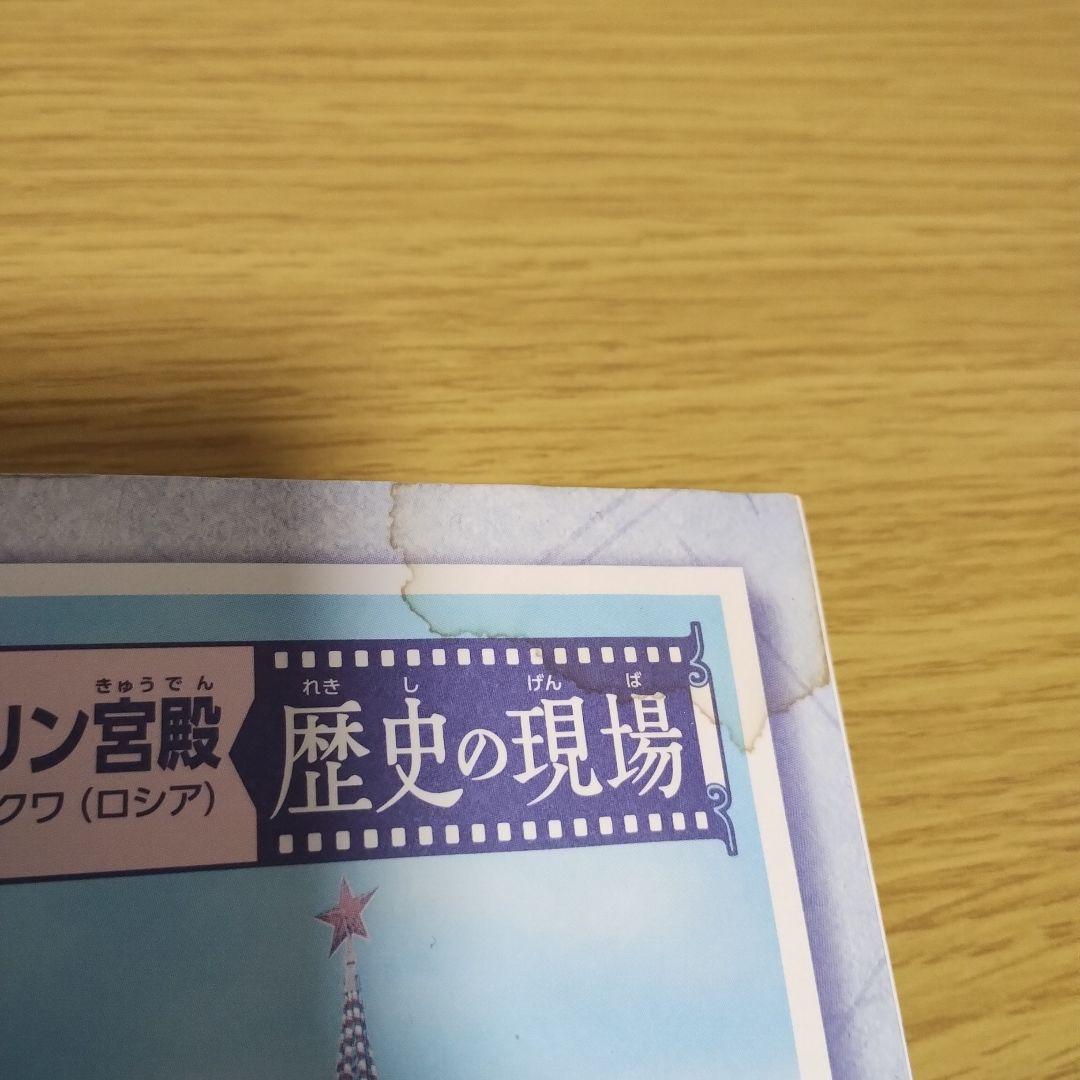 れき し げん ば
歴史の現場
きゅうでん
リン宮殿
クワ（ロシア）